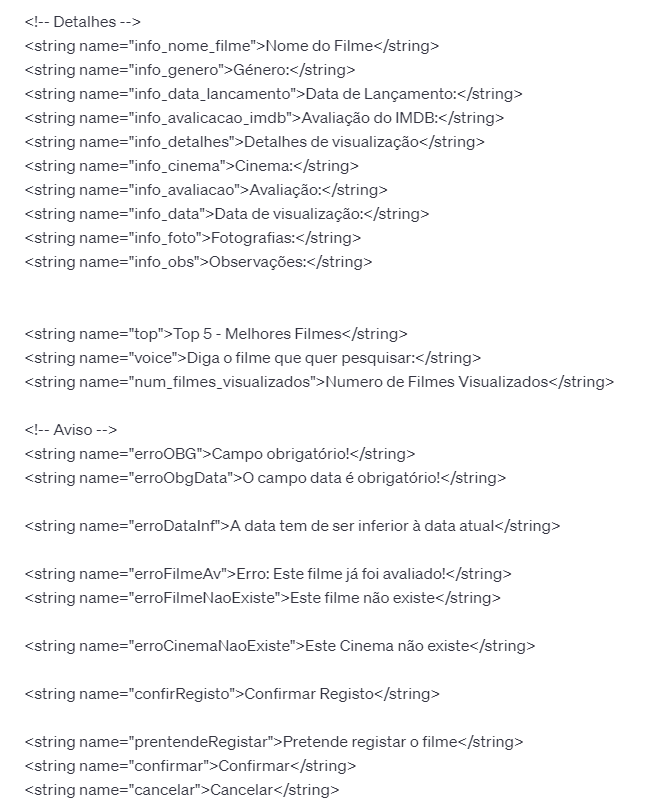 <!-- Detalhes -->
<string name="info_nome_filme">Nome do Filme</string>
<string name="info_genero">Género:</string>
<string name="info_data_lancamento">Data de Lançamento:</string>
<string name="info_avalicacao_imdb">Avaliação do IMDB:</string>
<string name="info_detalhes">Detalhes de visualização</string>
<string name="info_cinema">Cinema:</string>
<string name="info_avaliacao">Avaliação:</string>
<string name="info_data">Data de visualização:</string>
<string name="info_foto">Fotografias:</string>
<string name="info_obs">Observações:</string>
<string name="top">Top 5 - Melhores Filmes</string>
<string name="voice">Diga o filme que quer pesquisar:</string>
<string name="num_filmes_visualizados">Numero de Filmes Visualizados</string>
<!-- Aviso -->
<string name="erroOBG">Campo obrigatório!</string>
<string name="erroObgData">O campo data é obrigatório!</string>
<string name="erroDataInf">A data tem de ser inferior à data atual</string>
<string name="erroFilmeAv">Erro: Este filme já foi avaliado!</string>
<string name="erroFilmeNaoExiste">Este filme não existe</string>
<string name="erroCinemaNaoExiste">Este Cinema não existe</string>
<string name="confirRegisto">Confirmar Registo</string>
<string name="prentendeRegistar">Pretende registar o filme</string>
<string name="confirmar">Confirmar</string>
<string name="cancelar">Cancelar</string>